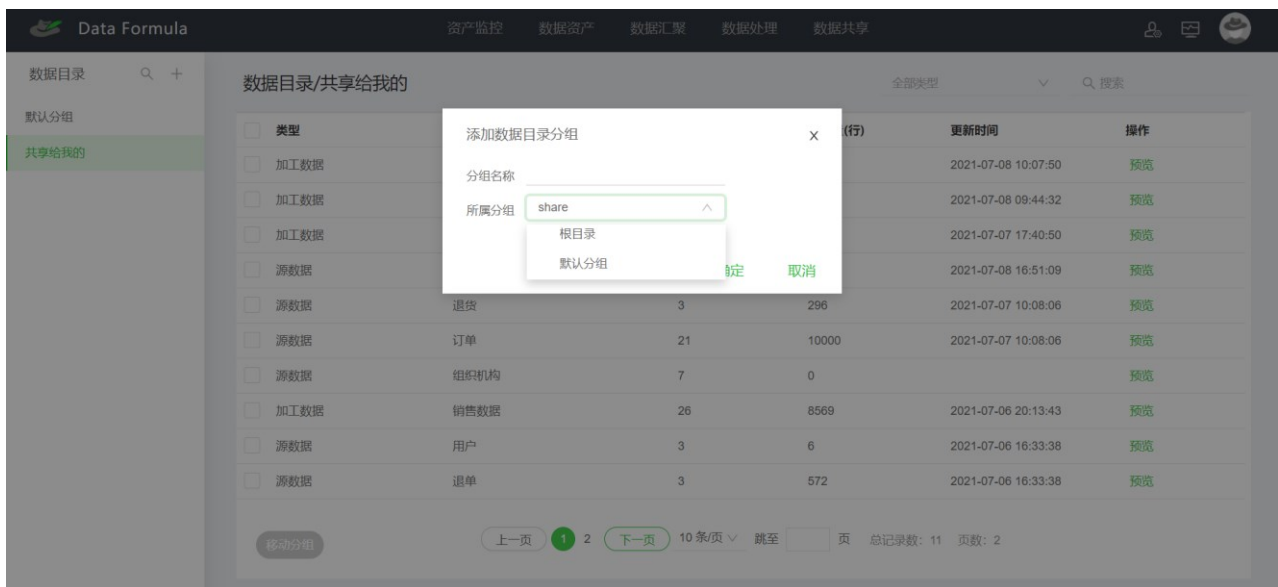 Data Formula 资产监控 数据资产 数据汇聚 数据处理 数据共享
数据目录
默认分组
共享给我的
数据目录/共享给我的 全部类型 搜索
类型 (行) 更新时间 操作
加工数据 2021-07-08 10:07:50 预览
加工数据 2021-07-08 09:44:32 预览
加工数据 2021-07-07 17:40:50 预览
源数据 2021-07-08 16:51:09 预览
源数据 退货 3 296 2021-07-07 10:08:06 预览
源数据 订单 21 10000 2021-07-07 10:08:06 预览
源数据 组织机构 7 0 预览
加工数据 销售数据 26 8569 2021-07-06 20:13:43 预览
源数据 用户 3 6 2021-07-06 16:33:38 预览
源数据 退单 3 572 2021-07-06 16:33:38 预览
添加数据目录分组 x
分组名称
所属分组 share
根目录
默认分组
定 取消
移动分组 上一页 1 2 下一页 10 条/页 跳至 页 总记录数: 11 页数: 2